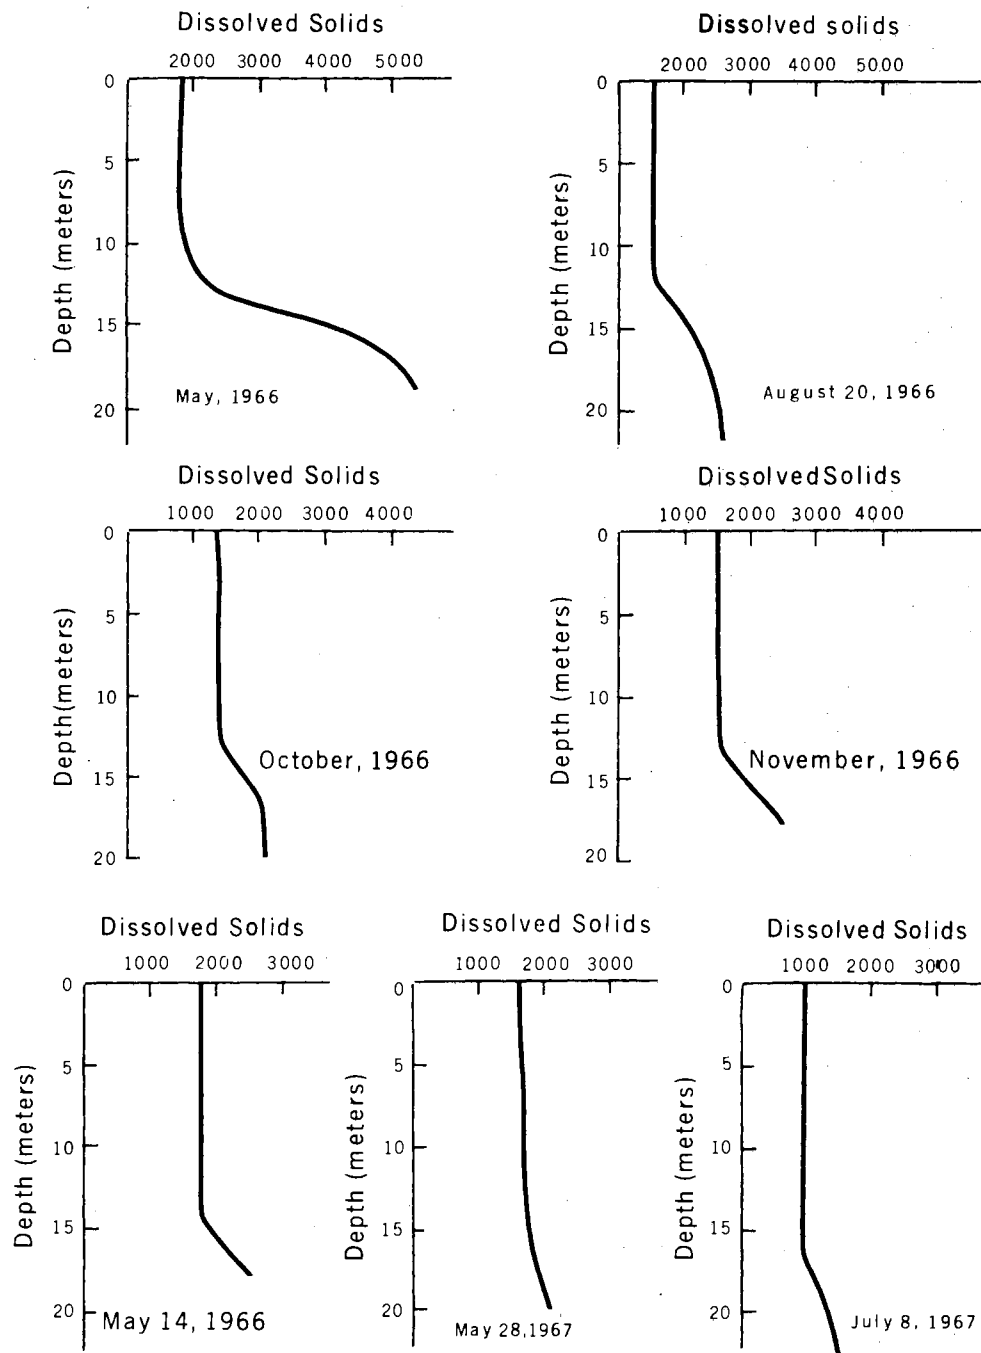 Dissolved Solids
2000 3000 4000 5000
0
5
10
15
20
Depth (meters)
May, 1966
Dissolved solids
2000 3000 4000 5000
0
5
10
15
20
Depth (meters)
August 20, 1966
Dissolved Solids
1000 2000 3000 4000
0
5
10
15
20
Depth(meters)
October, 1966
DissolvedSolids
1000 2000 3000 4000
0
5
10
15
20
Depth (meters)
November, 1966
Dissolved Solids
1000 2000 3000
0
5
10
15
20
Depth (meters)
May 14, 1966
Dissolved Solids
1000 2000 3000
0
5
10
15
20
Depth (meters)
May 28,1967
Dissolved Solids
1000 2000 3000
0
5
10
15
20
Depth (meters)
July 8, 1967